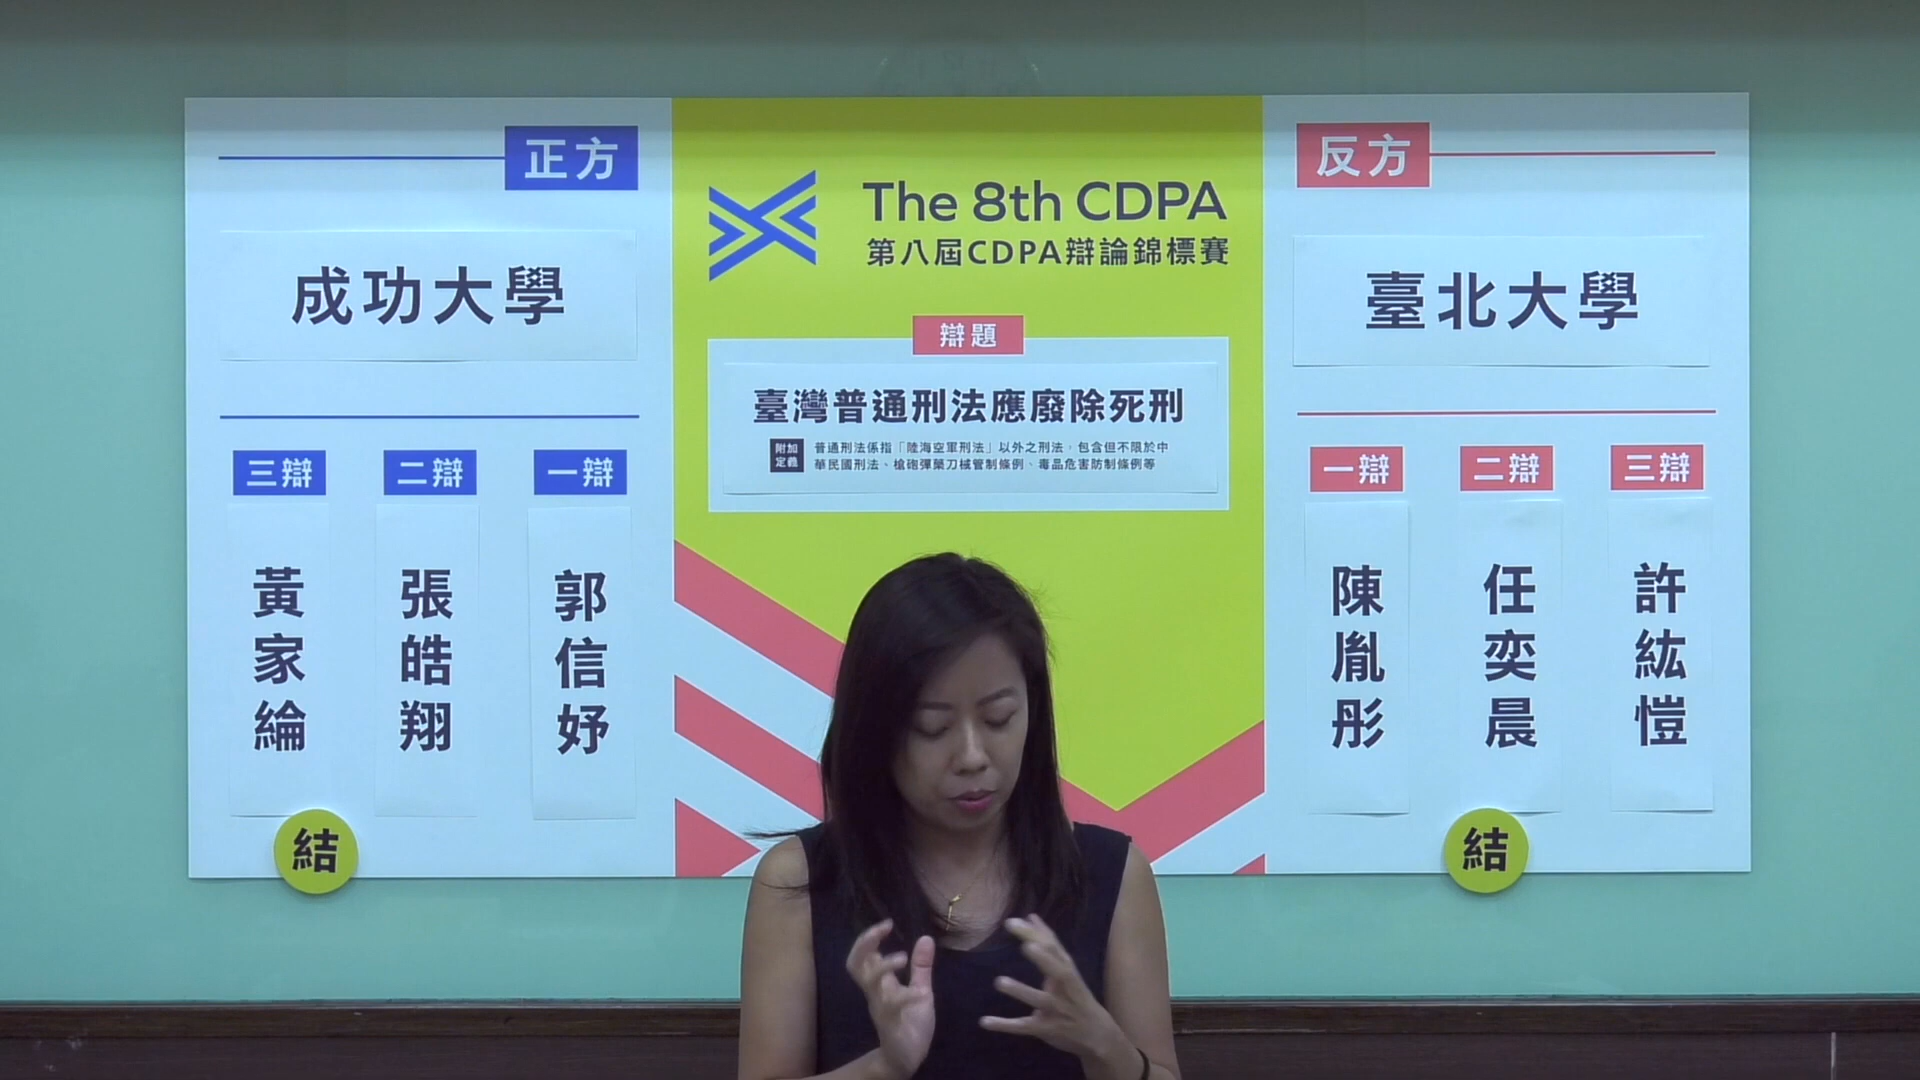 正方
成功大學
三辯
二辯
一辯
黃家綸
張皓翔
郭信妤
結
The 8th CDPA
第八屆CDPA辯論錦標賽
辯題
臺灣普通刑法應廢除死刑
附加
定義
普通刑法係指「陸海空軍刑法」以外之刑法，包含但不限於中
華民國刑法、槍砲彈藥刀械管制條例、毒品危害防制條例等
反方
臺北大學
一辯
二辯
三辯
陳胤彤
任奕晨
許紘愷
結